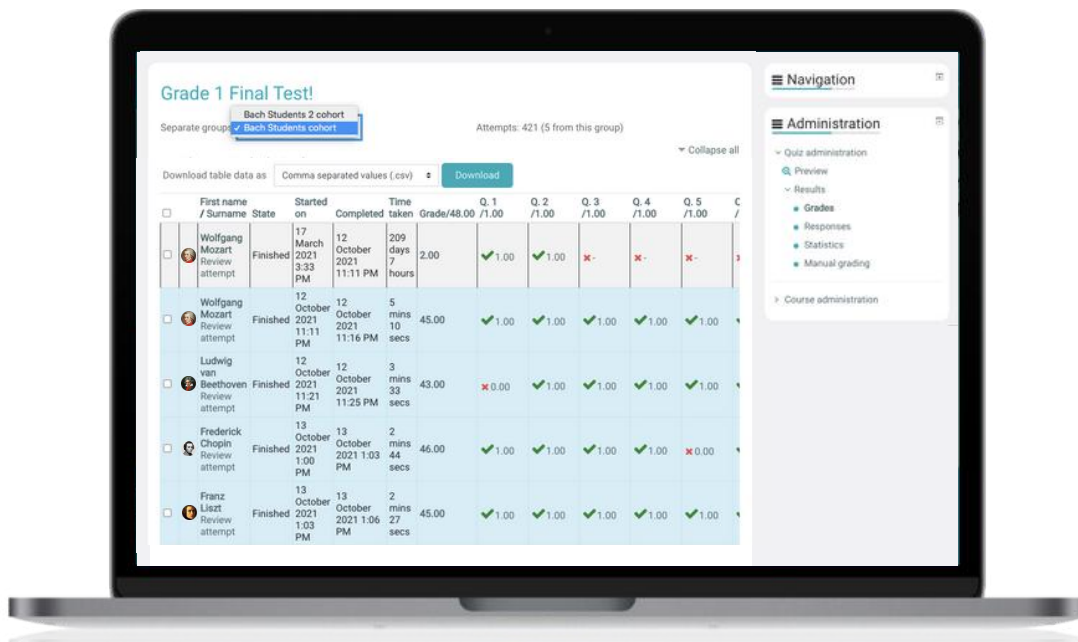 Grade 1 Final Test!
Bach Students 2 cohort
Separate groups ✓ Bach Students cohort
Attempts: 421 (5 from this group)
Collapse all
Download table data as Comma separated values (.csv) Download
First name / Surname State Started on Completed Time taken Grade/48.00 Q. 1 /1.00 Q. 2 /1.00 Q. 3 /1.00 Q. 4 /1.00 Q. 5 /1.00
Wolfgang Mozart Review attempt Finished 17 March 2021 3:33 PM 12 October 2021 11:11 PM 209 days 7 hours 2.00 ✔1.00 ✔1.00 ✖- ✖- ✖-
Wolfgang Mozart Review attempt Finished 12 October 2021 11:11 PM 12 October 2021 11:16 PM 5 mins 10 secs 45.00 ✔1.00 ✔1.00 ✔1.00 ✔1.00 ✔1.00
Ludwig van Beethoven Review attempt Finished 12 October 2021 11:21 PM 12 October 2021 11:25 PM 3 mins 33 secs 43.00 ✖0.00 ✔1.00 ✔1.00 ✔1.00 ✔1.00
Frederick Chopin Review attempt Finished 13 October 2021 1:00 PM 13 October 2021 1:03 PM 2 mins 44 secs 46.00 ✔1.00 ✔1.00 ✔1.00 ✔1.00 ✖0.00
Franz Liszt Review attempt Finished 13 October 2021 1:03 PM 13 October 2021 1:06 PM 2 mins 27 secs 45.00 ✔1.00 ✔1.00 ✔1.00 ✔1.00 ✔1.00
Navigation
Administration
Quiz administration
Preview
Results
Grades
Responses
Statistics
Manual grading
Course administration